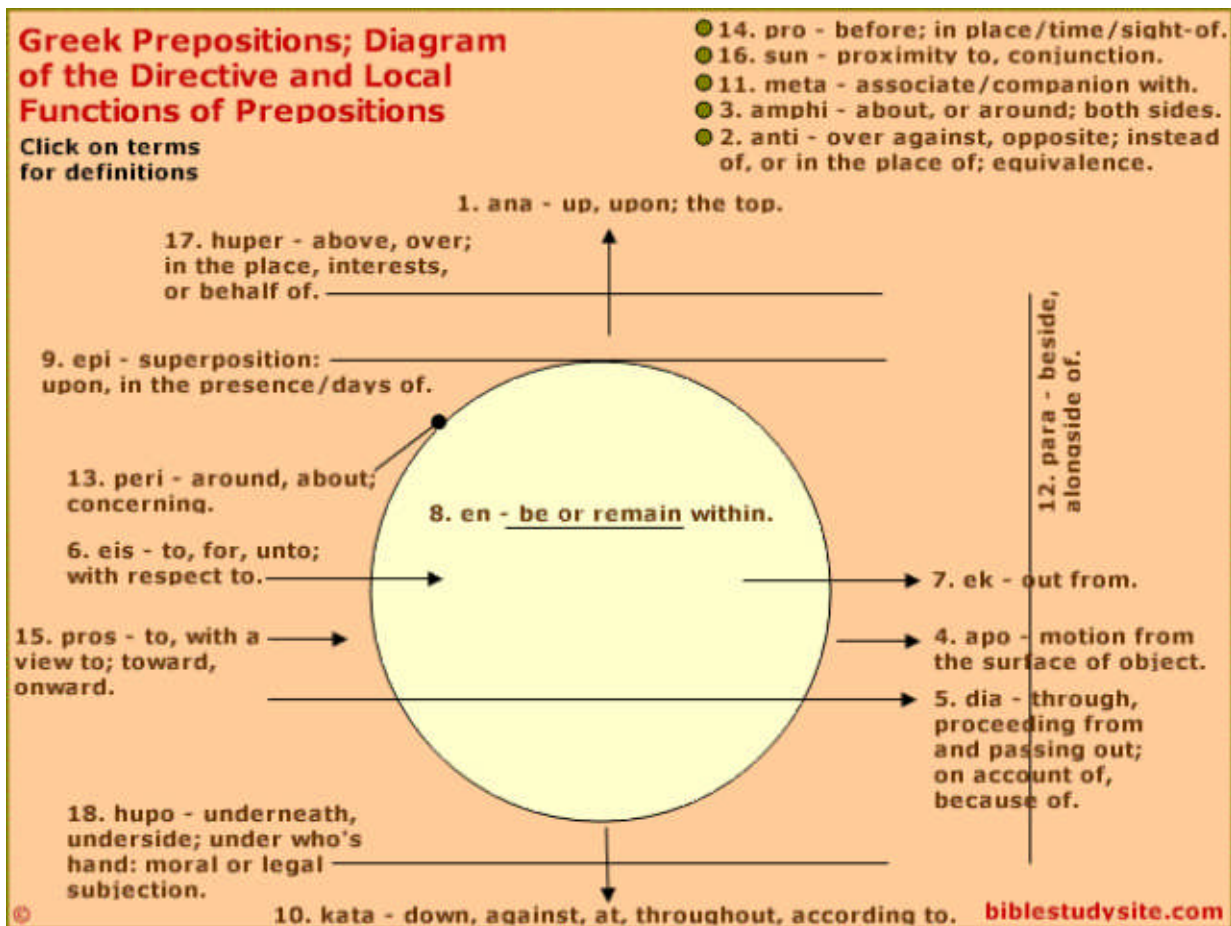 Greek Prepositions; Diagram
of the Directive and Local
Functions of Prepositions
Click on terms
for definitions
14. pro - before; in place/time/sight-of.
16. sun - proximity to, conjunction.
11. meta - associate/companion with.
3. amphi - about, or around; both sides.
2. anti - over against, opposite; instead
of, or in the place of; equivalence.
1. ana - up, upon; the top.
17. huper - above, over;
in the place, interests,
or behalf of.
9. epi - superposition:
upon, in the presence/days of.
12. para - beside,
alongside of.
13. peri - around, about;
concerning.
8. en - be or remain within.
6. eis - to, for, unto;
with respect to.
7. ek - out from.
15. pros - to, with a
view to; toward,
onward.
4. apo - motion from
the surface of object.
5. dia - through,
proceeding from
and passing out;
on account of,
because of.
18. hupo - underneath,
underside; under who's
hand: moral or legal
subjection.
10. kata - down, against, at, throughout, according to.
©
biblestudysite.com